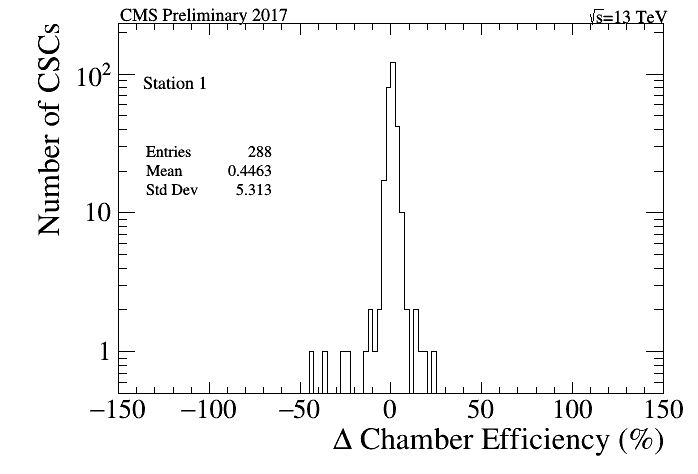 CMS Preliminary 2017 √s=13 TeV
Number of CSCs
10²
10
1
Station 1
Entries 288
Mean 0.4463
Std Dev 5.313
−150 −100 −50 0 50 100 150
Δ Chamber Efficiency (%)